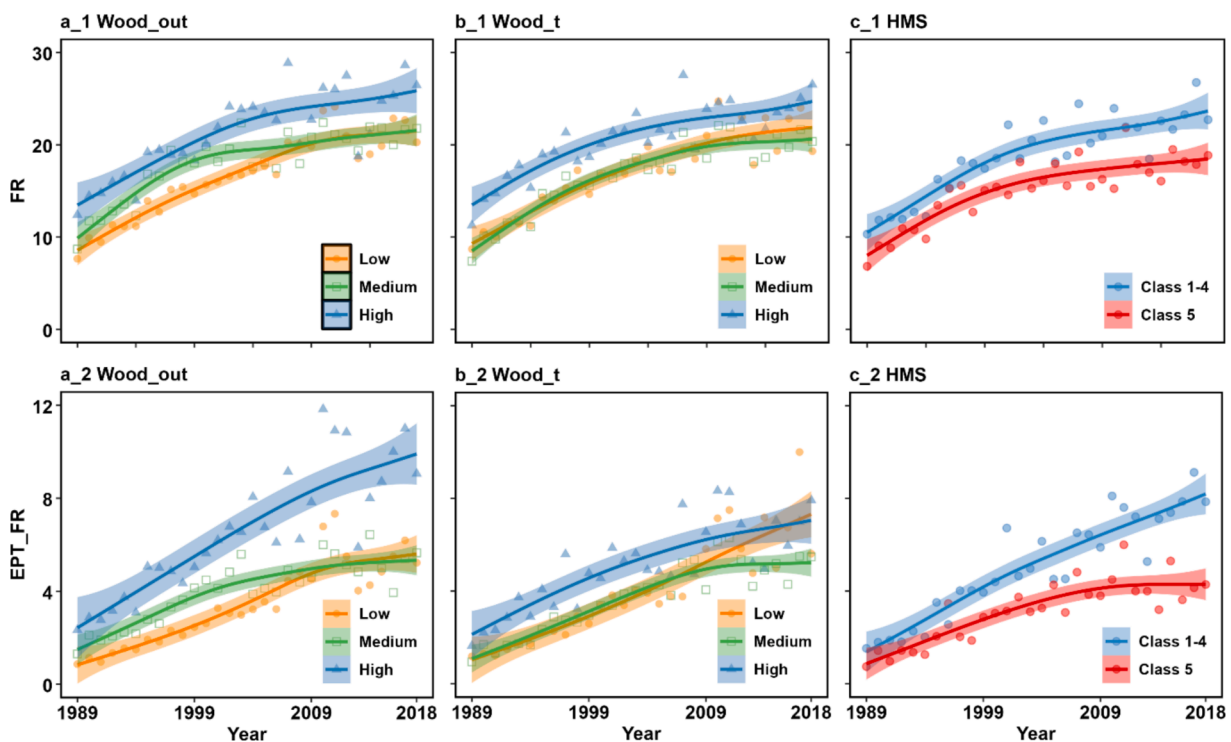 a_1 Wood_out b_1 Wood_t c_1 HMS
30
20
10
0
FR
Low Low
Medium Medium Class 1-4
High High Class 5
a_2 Wood_out b_2 Wood_t c_2 HMS
12
8
4
0
EPT_FR
Low Low
Medium Medium Class 1-4
High High Class 5
1989 1999 2009 2018 1989 1999 2009 2018 1989 1999 2009 2018
Year Year Year